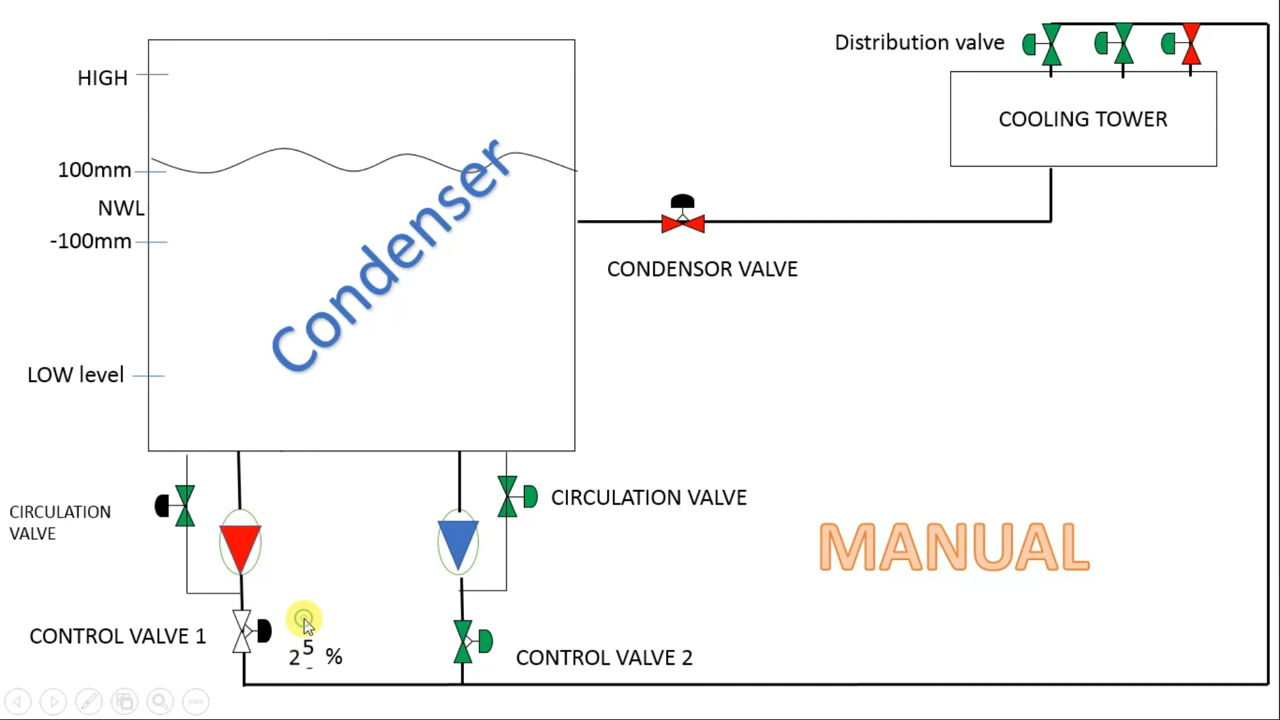 Distribution valve
HIGH
COOLING TOWER
100mm
NWL
-100mm
Condenser
CONDENSOR VALVE
LOW level
CIRCULATION VALVE
CIRCULATION
VALVE
MANUAL
CONTROL VALVE 1
%
CONTROL VALVE 2